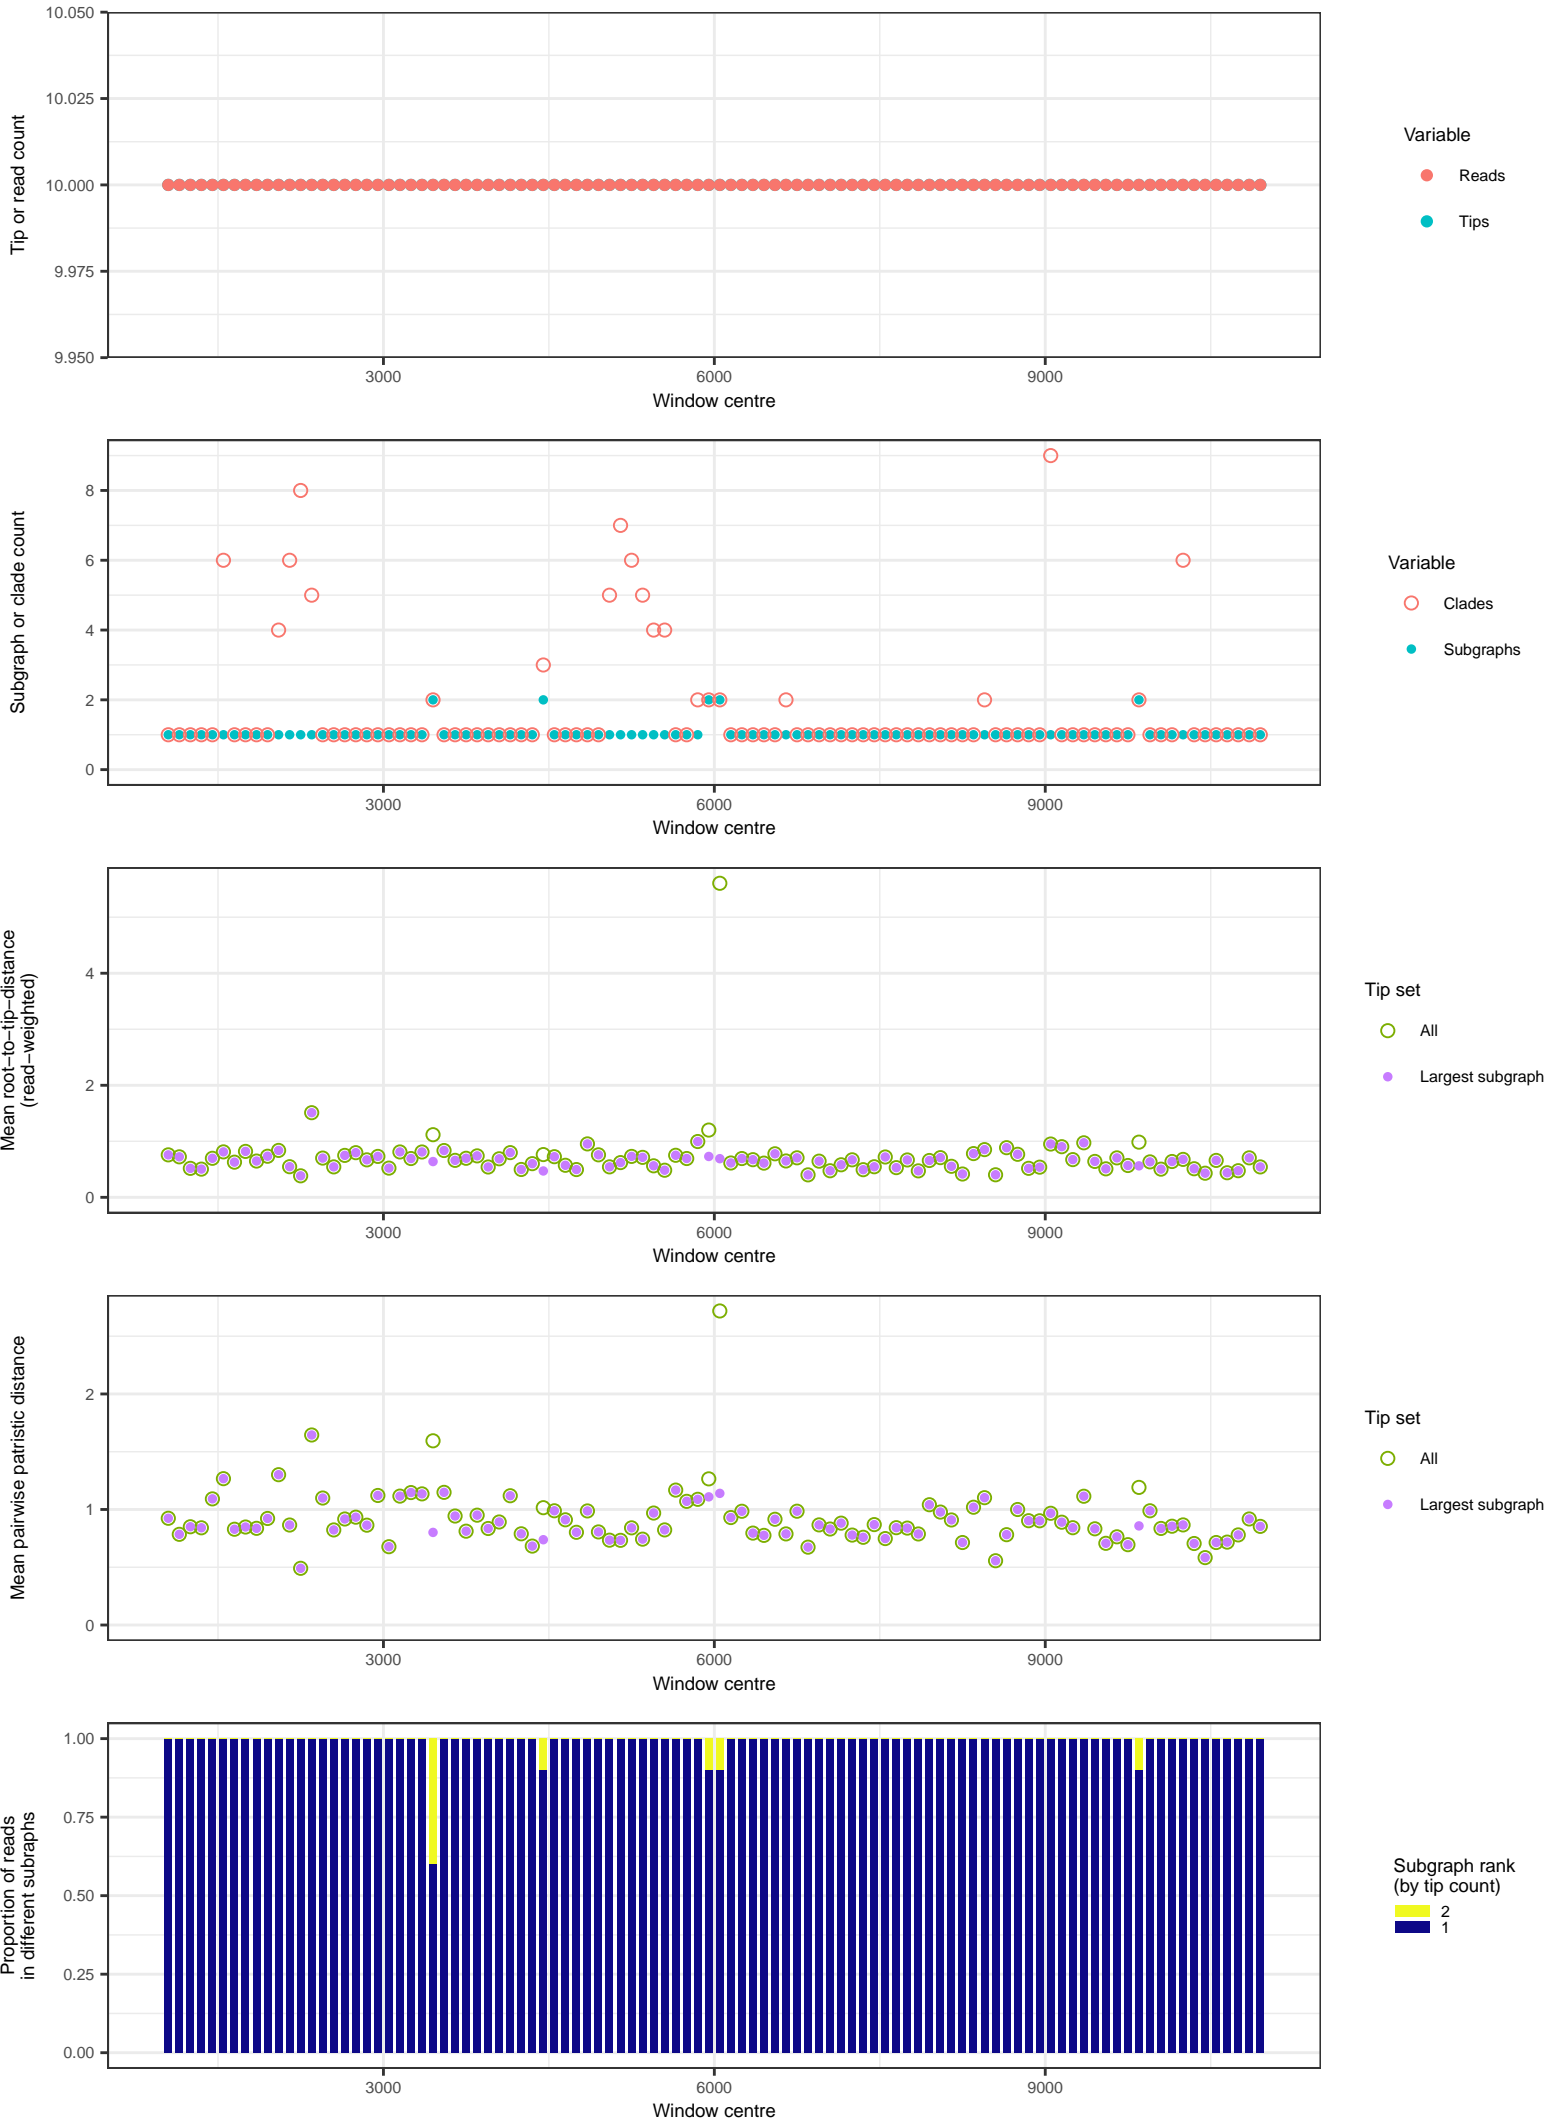 10.050
10.025
10.000
9.975
9.950
Tip or read count
3000 6000 9000
Window centre
Variable
Reads
Tips
8
6
4
2
0
Subgraph or clade count
3000 6000 9000
Window centre
Variable
Clades
Subgraphs
4
2
0
Mean root−to−tip−distance
(read−weighted)
3000 6000 9000
Window centre
Tip set
All
Largest subgraph
2
1
0
Mean pairwise patristic distance
3000 6000 9000
Window centre
Tip set
All
Largest subgraph
1.00
0.75
0.50
0.25
0.00
Proportion of reads
in different subraphs
3000 6000 9000
Window centre
Subgraph rank
(by tip count)
2
1